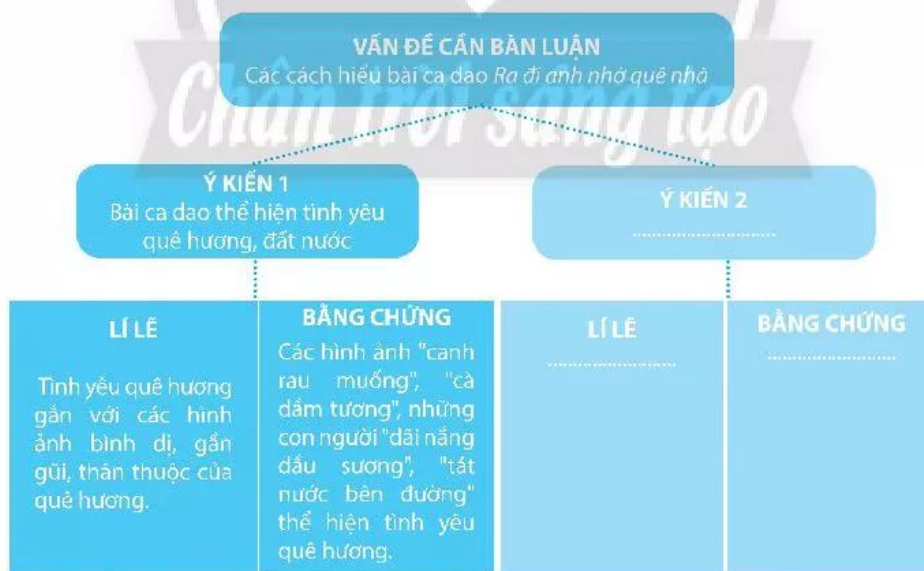 VẤN ĐỀ CẦN BÀN LUẬN
Các cách hiểu bài ca dao Ra đi anh nhớ quê nhà
Chân trời sáng tạo
Ý KIẾN 1
Bài ca dao thể hiện tình yêu
quê hương, đất nước
Ý KIẾN 2
............................
LÍ LẼ
Tình yêu quê hương
gắn với các hình
ảnh bình dị, gần
gũi, thân thuộc của
quê hương.
BẰNG CHỨNG
Các hình ảnh "canh
rau muống", "cà
dầm tương", những
con người "dãi nắng
dầu sương", "tát
nước bên đường"
thể hiện tình yêu
quê hương.
LÍ LẼ
............................
BẰNG CHỨNG
............................